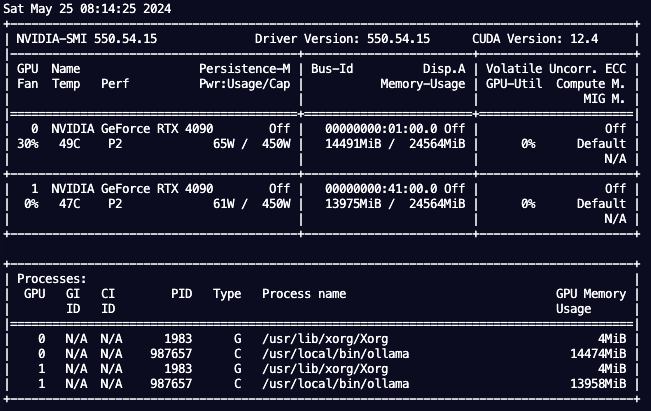 Sat May 25 08:14:25 2024
NVIDIA-SMI 550.54.15 Driver Version: 550.54.15 CUDA Version: 12.4
GPU Name Persistence-M | Bus-Id Disp.A | Volatile Uncorr. ECC
Fan Temp Perf Pwr:Usage/Cap | Memory-Usage | GPU-Util Compute M.
MIG M.
0 NVIDIA GeForce RTX 4090 Off | 00000000:01:00.0 Off | Off
30% 49C P2 65W / 450W | 14491MiB / 24564MiB | 0% Default
N/A
1 NVIDIA GeForce RTX 4090 Off | 00000000:41:00.0 Off | Off
0% 47C P2 61W / 450W | 13975MiB / 24564MiB | 0% Default
N/A
Processes:
GPU GI CI PID Type Process name GPU Memory
ID ID Usage
0 N/A N/A 1983 G /usr/lib/xorg/Xorg 4MiB
0 N/A N/A 987657 C /usr/local/bin/ollama 14474MiB
1 N/A N/A 1983 G /usr/lib/xorg/Xorg 4MiB
1 N/A N/A 987657 C /usr/local/bin/ollama 13958MiB